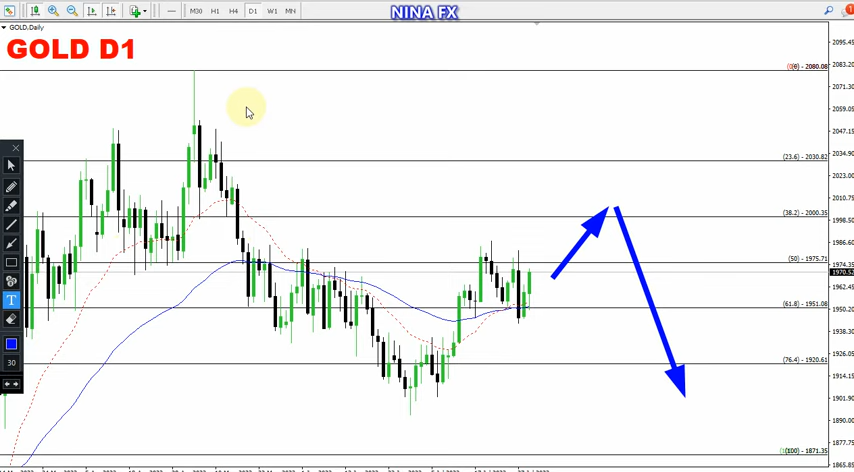 M30 H1 H4 D1 W1 MN
NINA FX
GOLD,Daily
GOLD D1
2095.45
2083.20
(0) - 2080.08
2071.30
2059.05
2047.15
2034.90
(23.6) - 2030.82
2023.00
2010.75
(38.2) - 2000.35
1998.50
1986.60
(50) - 1975.71
1974.35
1970.52
1962.45
(61.8) - 1951.08
1950.20
1938.30
1926.05
(76.4) - 1920.61
1914.15
1901.90
1890.00
1877.75
(100) - 1871.35
1865.85
T
30